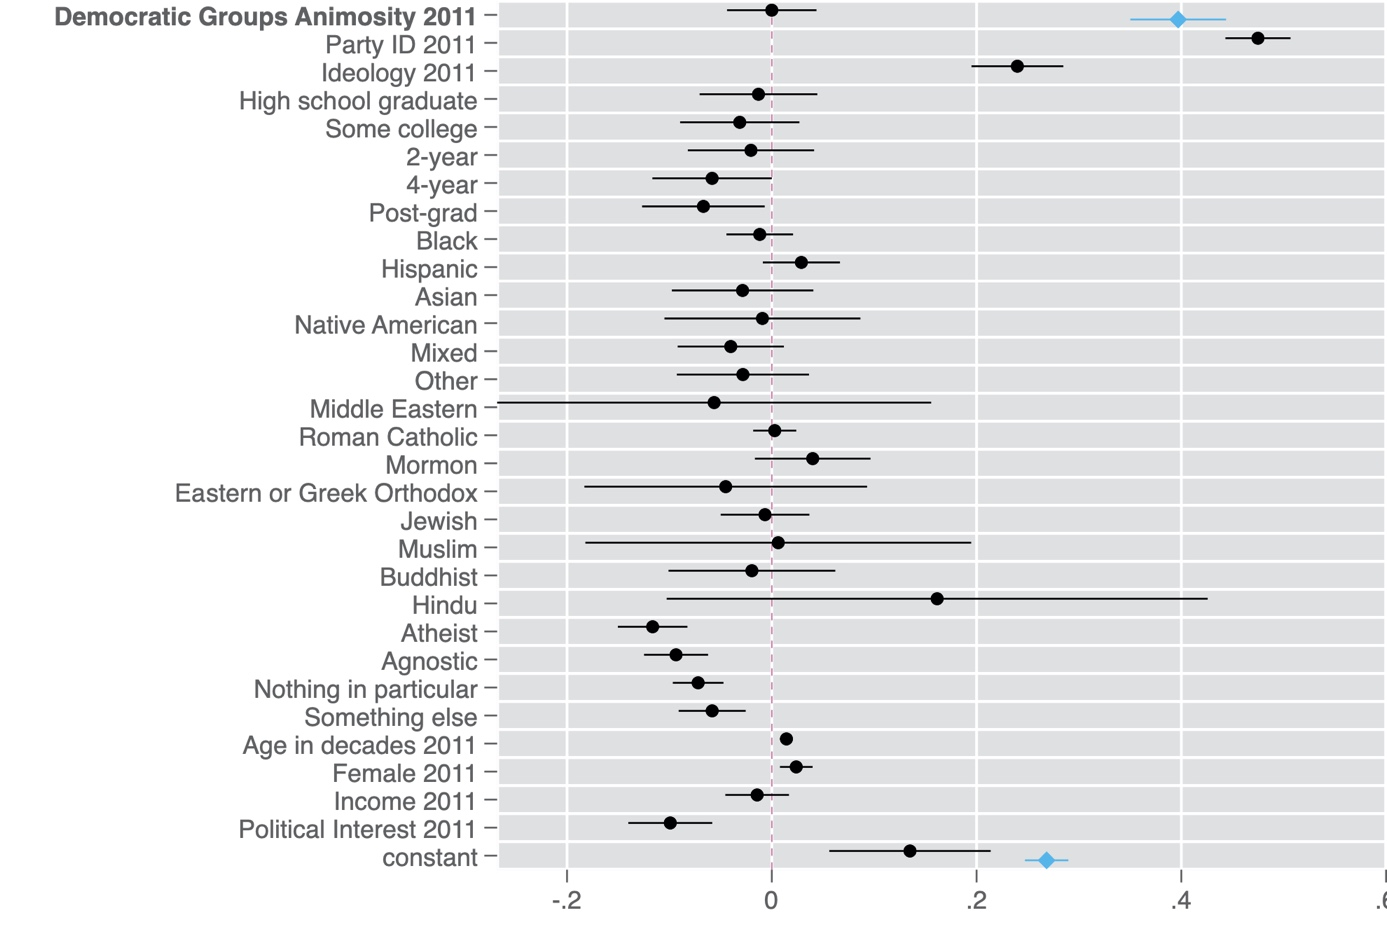 Democratic Groups Animosity 2011
Party ID 2011
Ideology 2011
High school graduate
Some college
2-year
4-year
Post-grad
Black
Hispanic
Asian
Native American
Mixed
Other
Middle Eastern
Roman Catholic
Mormon
Eastern or Greek Orthodox
Jewish
Muslim
Buddhist
Hindu
Atheist
Agnostic
Nothing in particular
Something else
Age in decades 2011
Female 2011
Income 2011
Political Interest 2011
constant
-.2 0 .2 .4